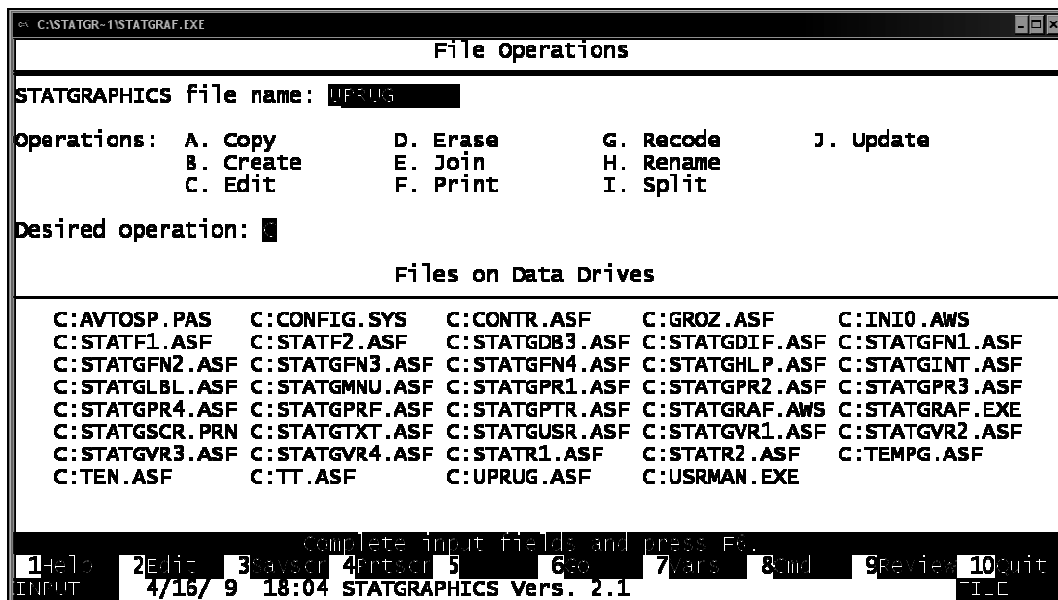 C:\STATGR~1\STATGRAF.EXE
File Operations
STATGRAPHICS file name: UPRUG
Operations: A. Copy D. Erase G. Recode J. Update
B. Create E. Join H. Rename
C. Edit F. Print I. Split
Desired operation:
Files on Data Drives
C:AVTOSP.PAS C:CONFIG.SYS C:CONTR.ASF C:GROZ.ASF C:INI0.AWS
C:STATF1.ASF C:STATF2.ASF C:STATGDB3.ASF C:STATGDIF.ASF C:STATGFN1.ASF
C:STATGFN2.ASF C:STATGFN3.ASF C:STATGFN4.ASF C:STATGHLP.ASF C:STATGINT.ASF
C:STATGLBL.ASF C:STATGMNU.ASF C:STATGPR1.ASF C:STATGPR2.ASF C:STATGPR3.ASF
C:STATGPR4.ASF C:STATGPRF.ASF C:STATGPTR.ASF C:STATGRAF.AWS C:STATGRAF.EXE
C:STATGSCR.PRN C:STATGTXT.ASF C:STATGUSR.ASF C:STATGVR1.ASF C:STATGVR2.ASF
C:STATGVR3.ASF C:STATGVR4.ASF C:STATR1.ASF C:STATR2.ASF C:TEMPG.ASF
C:TEN.ASF C:TT.ASF C:UPRUG.ASF C:USRMAN.EXE
Complete input fields and press F6.
1Help 2Edit 3Savscr 4Prtscr 5 6Go 7Vars 8Cmd 9Review 10Quit
INPUT 4/16/ 9 18:04 STATGRAPHICS Vers. 2.1 FILE